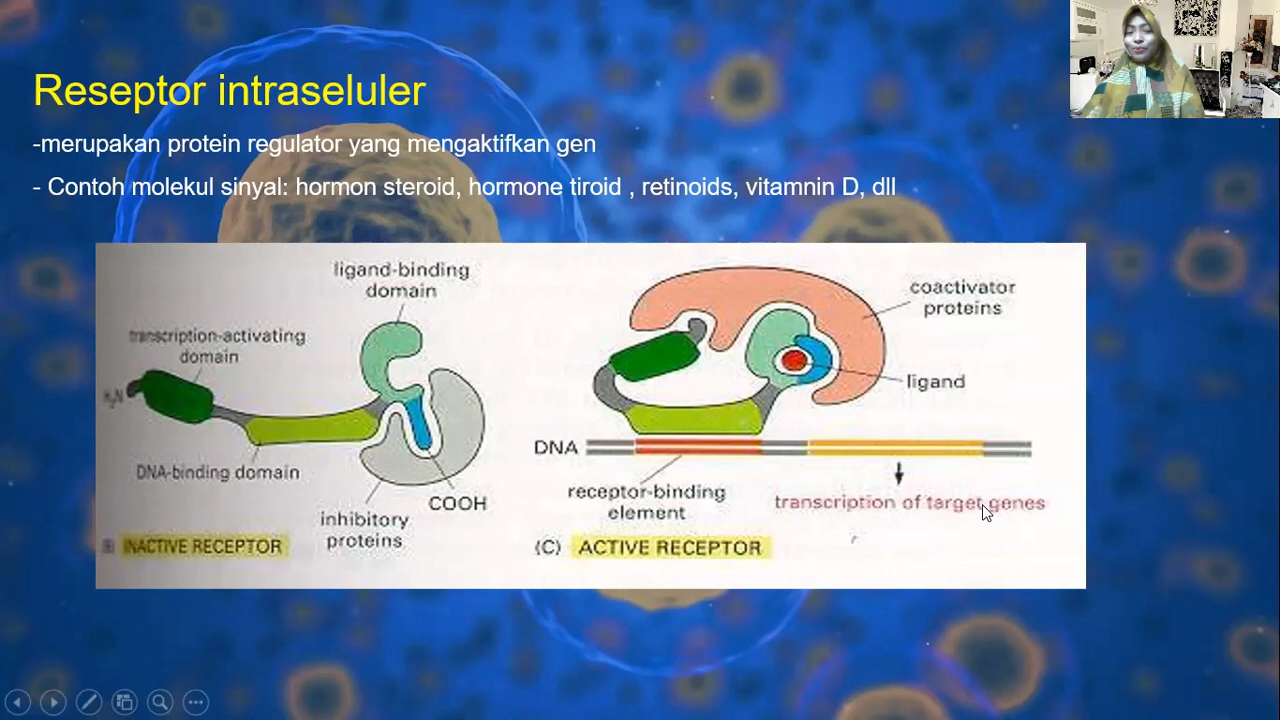 Reseptor intraseluler
-merupakan protein regulator yang mengaktifkan gen
- Contoh molekul sinyal: hormon steroid, hormone tiroid , retinoids, vitamnin D, dll
ligand-binding
domain
transcription-activating
domain
H₂N
DNA-binding domain
COOH
inhibitory
proteins
INACTIVE RECEPTOR
coactivator
proteins
ligand
DNA
receptor-binding
element
transcription of target genes
(C) ACTIVE RECEPTOR